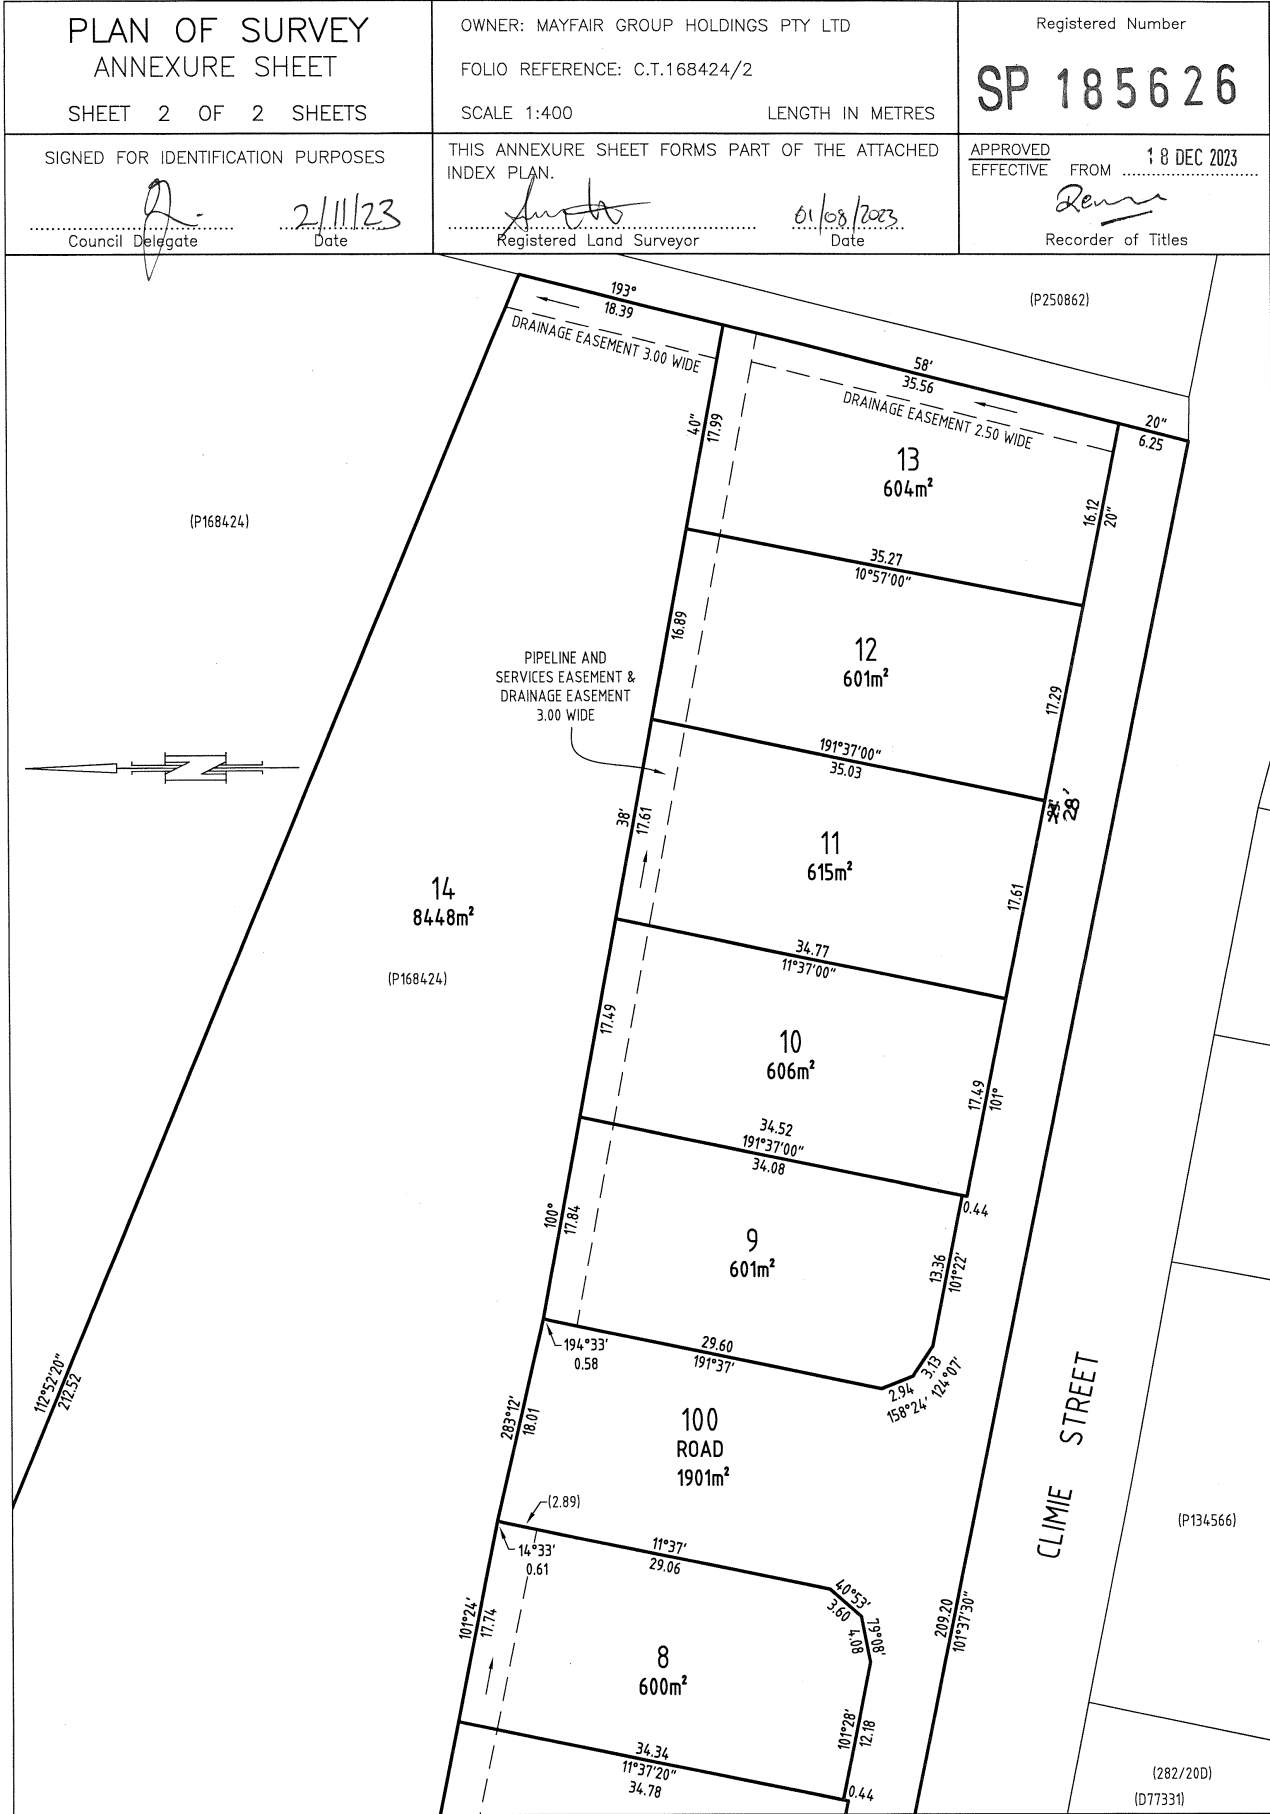 PLAN OF SURVEY
ANNEXURE SHEET
SHEET 2 OF 2 SHEETS
OWNER: MAYFAIR GROUP HOLDINGS PTY LTD
FOLIO REFERENCE: C.T.168424/2
SCALE 1:400 LENGTH IN METRES
Registered Number
SP 185626
SIGNED FOR IDENTIFICATION PURPOSES
2/11/23
Council Delegate Date
THIS ANNEXURE SHEET FORMS PART OF THE ATTACHED
INDEX PLAN.
01/08/2023
Registered Land Surveyor Date
APPROVED
EFFECTIVE FROM 18 DEC 2023
Recorder of Titles
193°
18.39
DRAINAGE EASEMENT 3.00 WIDE
(P250862)
58'
35.56
DRAINAGE EASEMENT 2.50 WIDE
20"
6.25
40"
17.99
13
604m²
16.12
20"
(P168424)
35.27
10°57'00"
16.89
12
601m²
17.29
PIPELINE AND
SERVICES EASEMENT &
DRAINAGE EASEMENT
3.00 WIDE
191°37'00"
35.03
28'
38'
17.61
11
615m²
17.61
14
8448m²
(P168424)
34.77
11°37'00"
17.49
10
606m²
17.49
101°
34.52
191°37'00"
34.08
0.44
100°
17.84
9
601m²
13.36
101°22'
194°33'
0.58
29.60
191°37'
3.13
124°07'
2.94
158°24'
112°52'20"
212.52
283°12'
18.01
100
ROAD
1901m²
CLIMIE STREET
(P134566)
(2.89)
14°33'
0.61
11°37'
29.06
40°53'
3.60
79°08'
4.08
209.20
101°37'30"
101°24'
17.74
8
600m²
101°28'
12.18
34.34
11°37'20"
34.78
0.44
(282/20D)
(D77331)